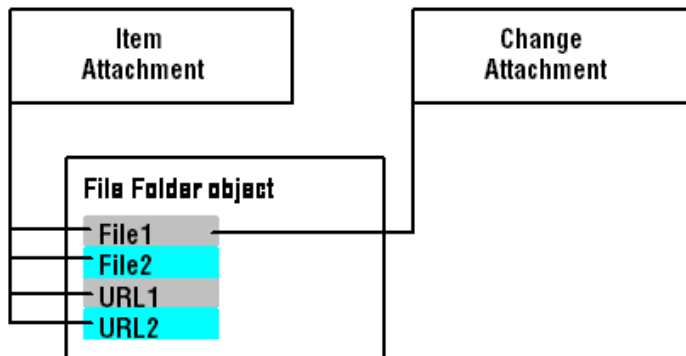 Item
Attachment
Change
Attachment
File Folder object
File1
File2
URL1
URL2